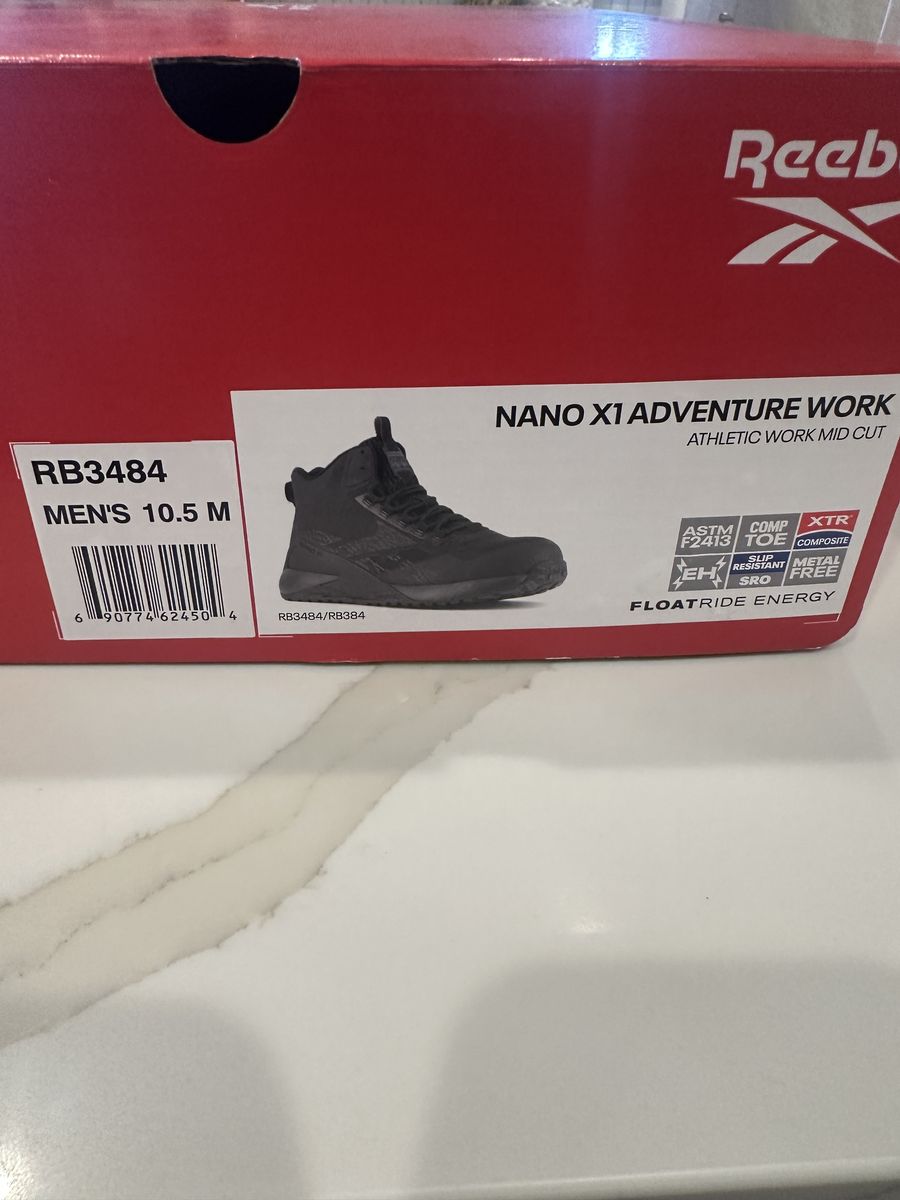 Reeb
NANO X1 ADVENTURE WORK
ATHLETIC WORK MID CUT
RB3484
MEN'S 10.5 M
6 90774 62450 4
RB3484/RB384
ASTM
F2413
COMP
TOE
XTR
COMPOSITE
EH
SLIP
RESISTANT
SRO
METAL
FREE
FLOATRIDE ENERGY